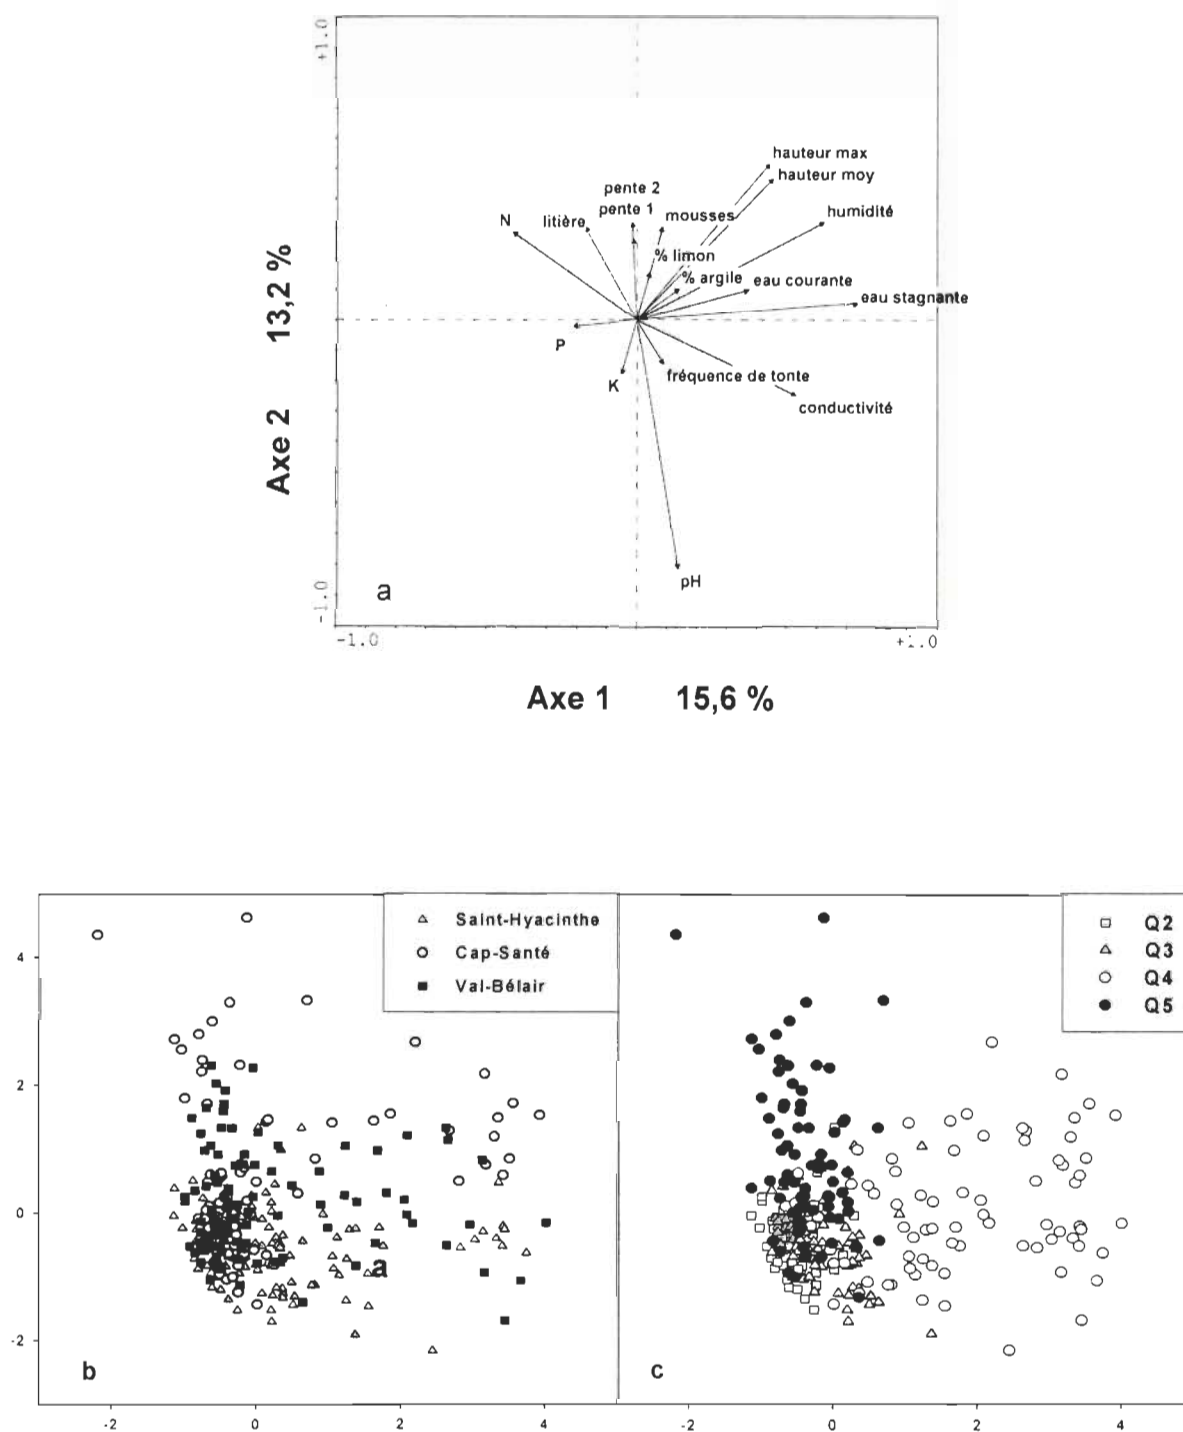 +1.0
hauteur max
hauteur moy
pente 2
pente 1
mousses
humidité
N
litière
% limon
% argile
eau courante
eau stagnante
P
K
fréquence de tonte
conductivité
pH
a
-1.0
-1.0
Axe 2 13,2 %
Axe 1 15,6 %
Saint-Hyacinthe
Cap-Santé
Val-Bélair
Q2
Q3
Q4
Q5
4
2
0
-2
a
b
c
-2 0 2 4
-2 0 2 4